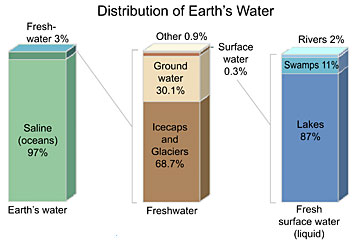 Distribution of Earth's Water
Fresh-
water 3%
Saline
(oceans)
97%
Earth's water
Other 0.9%
Ground
water
30.1%
Icecaps
and
Glaciers
68.7%
Freshwater
Surface
water
0.3%
Rivers 2%
Swamps 11%
Lakes
87%
Fresh
surface water
(liquid)